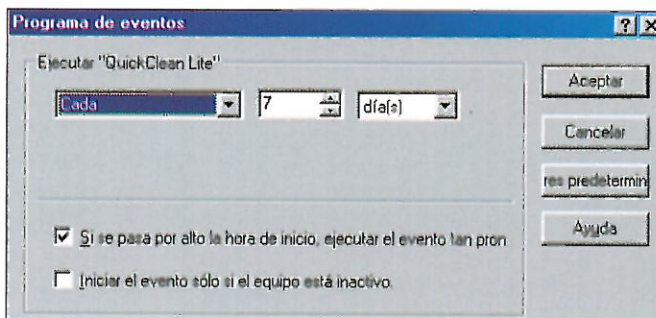 Programa de eventos
Ejecutar "QuickClean Lite"
Cada 7 día(s)
Aceptar
Cancelar
res predetermin
Ayuda
Si se pasa por alto la hora de inicio, ejecutar el evento tan pron
Iniciar el evento sólo si el equipo está inactivo.